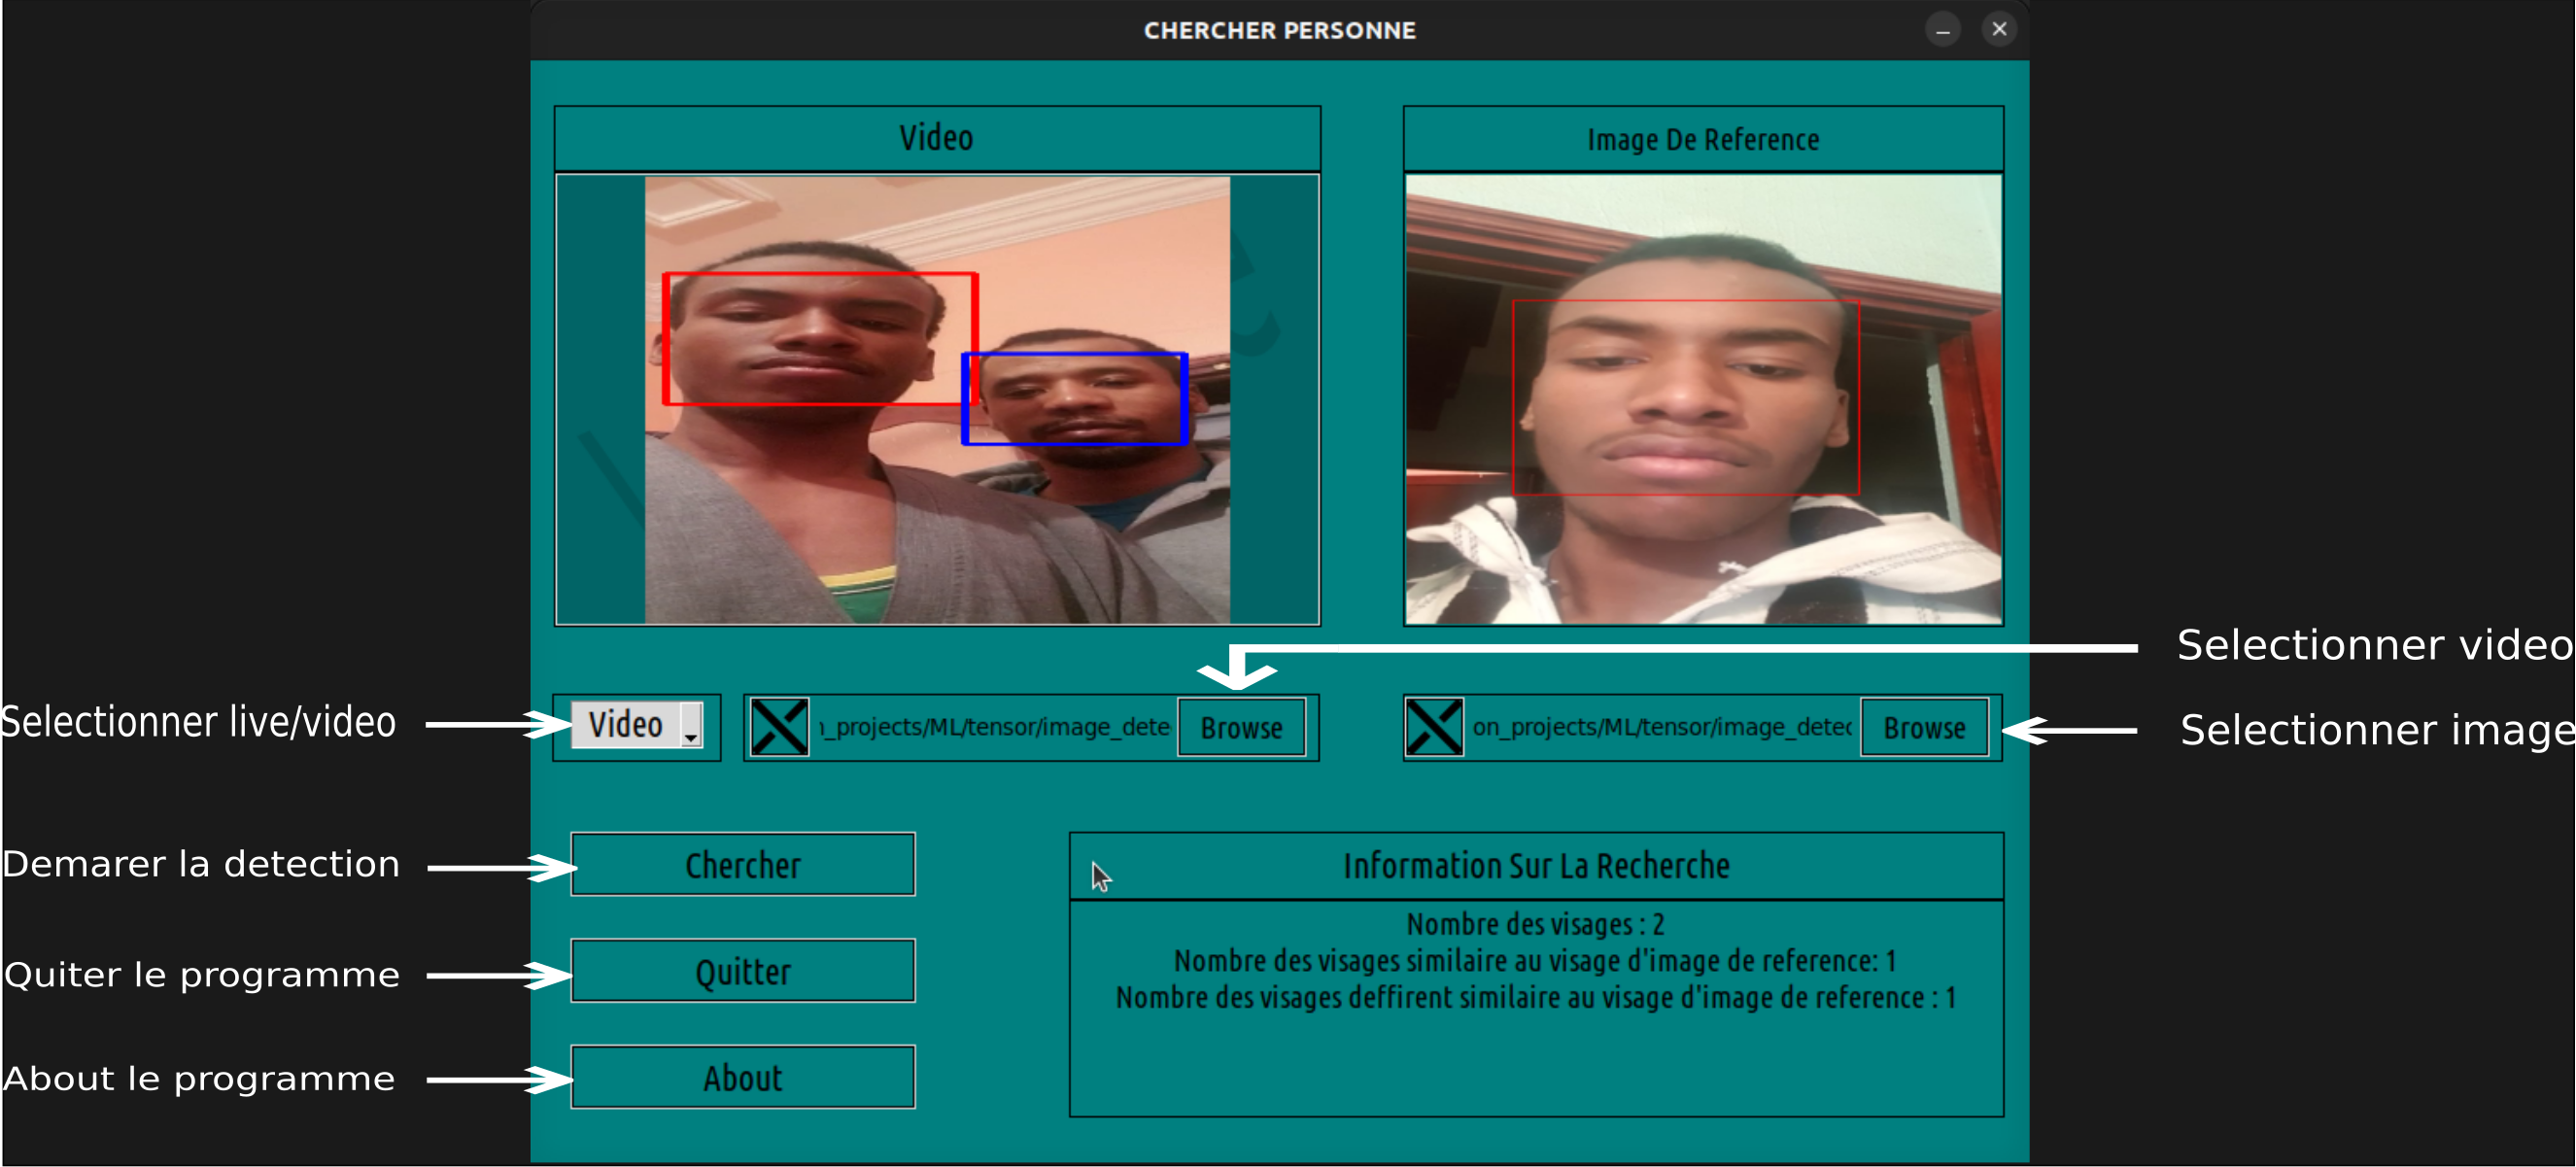 CHERCHER PERSONNE
Video
Image De Reference
Selectionner video
Selectionner live/video
Video
\_projects/ML/tensor/image_dete
Browse
on_projects/ML/tensor/image_detec
Browse
Selectionner image
Demarer la detection
Chercher
Information Sur La Recherche
Nombre des visages : 2
Nombre des visages similaire au visage d'image de reference: 1
Nombre des visages deffirent similaire au visage d'image de reference : 1
Quiter le programme
Quitter
About le programme
About